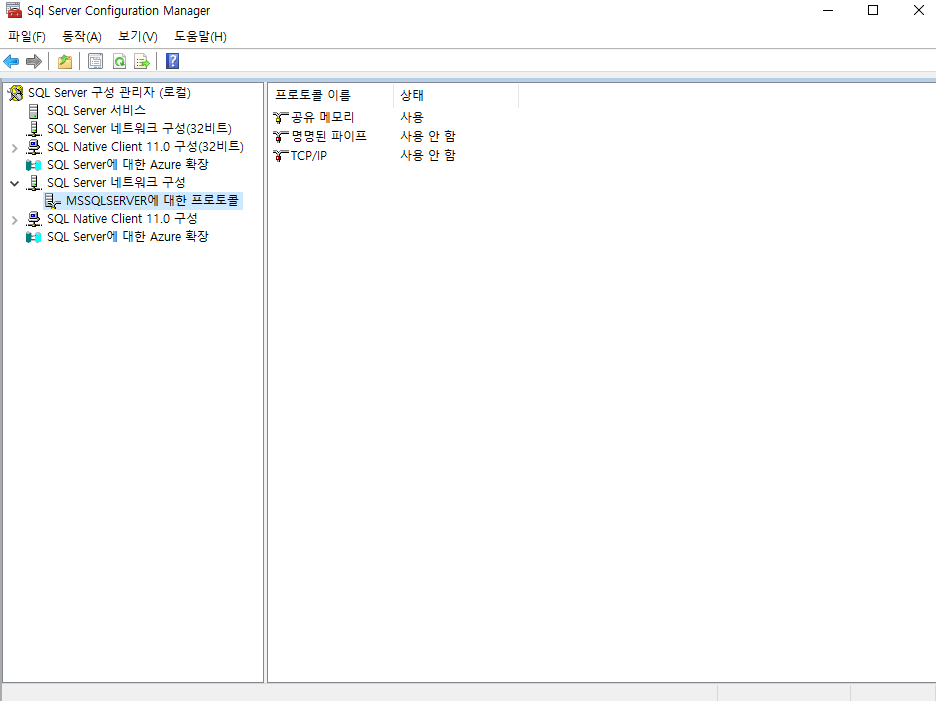 Sql Server Configuration Manager
파일(F) 동작(A) 보기(V) 도움말(H)
SQL Server 구성 관리자 (로컬)
SQL Server 서비스
SQL Server 네트워크 구성(32비트)
SQL Native Client 11.0 구성(32비트)
SQL Server에 대한 Azure 확장
SQL Server 네트워크 구성
MSSQLSERVER에 대한 프로토콜
SQL Native Client 11.0 구성
SQL Server에 대한 Azure 확장
프로토콜 이름 상태
공유 메모리 사용
명명된 파이프 사용 안 함
TCP/IP 사용 안 함